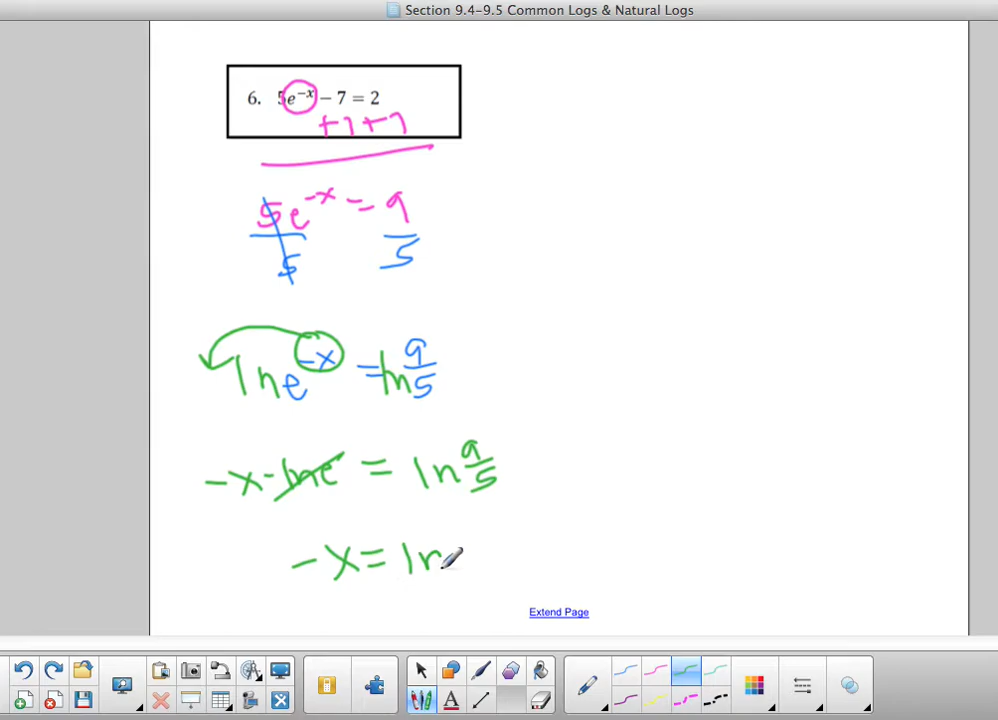 Section 9.4-9.5 Common Logs & Natural Logs
6. 5e⁻ˣ − 7 = 2
+7 +7
5e⁻ˣ = 9
5 5
ln e⁻ˣ = ln 9/5
-x · ln e = ln 9/5
-x = ln
Extend Page
A